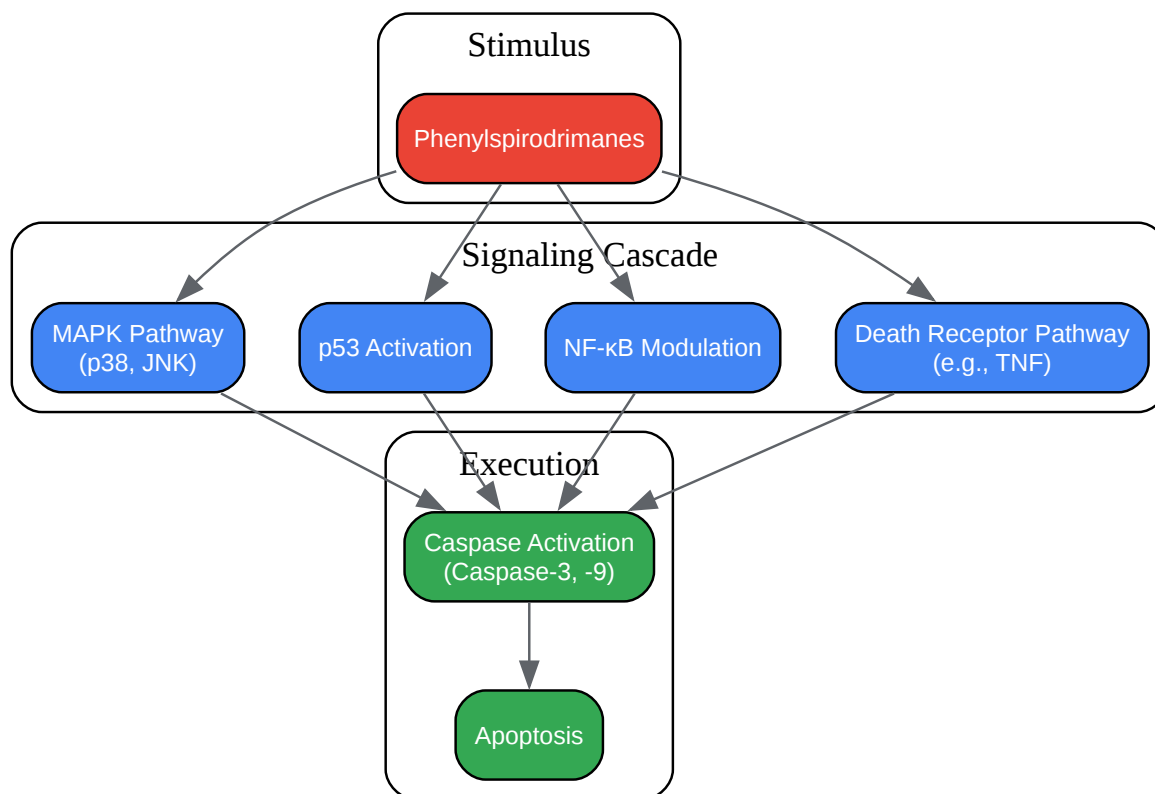 Stimulus
Phenylspirodrimanes
Signaling Cascade
MAPK Pathway
(p38, JNK)
p53 Activation
NF-κB Modulation
Death Receptor Pathway
(e.g., TNF)
Execution
Caspase Activation
(Caspase-3, -9)
Apoptosis